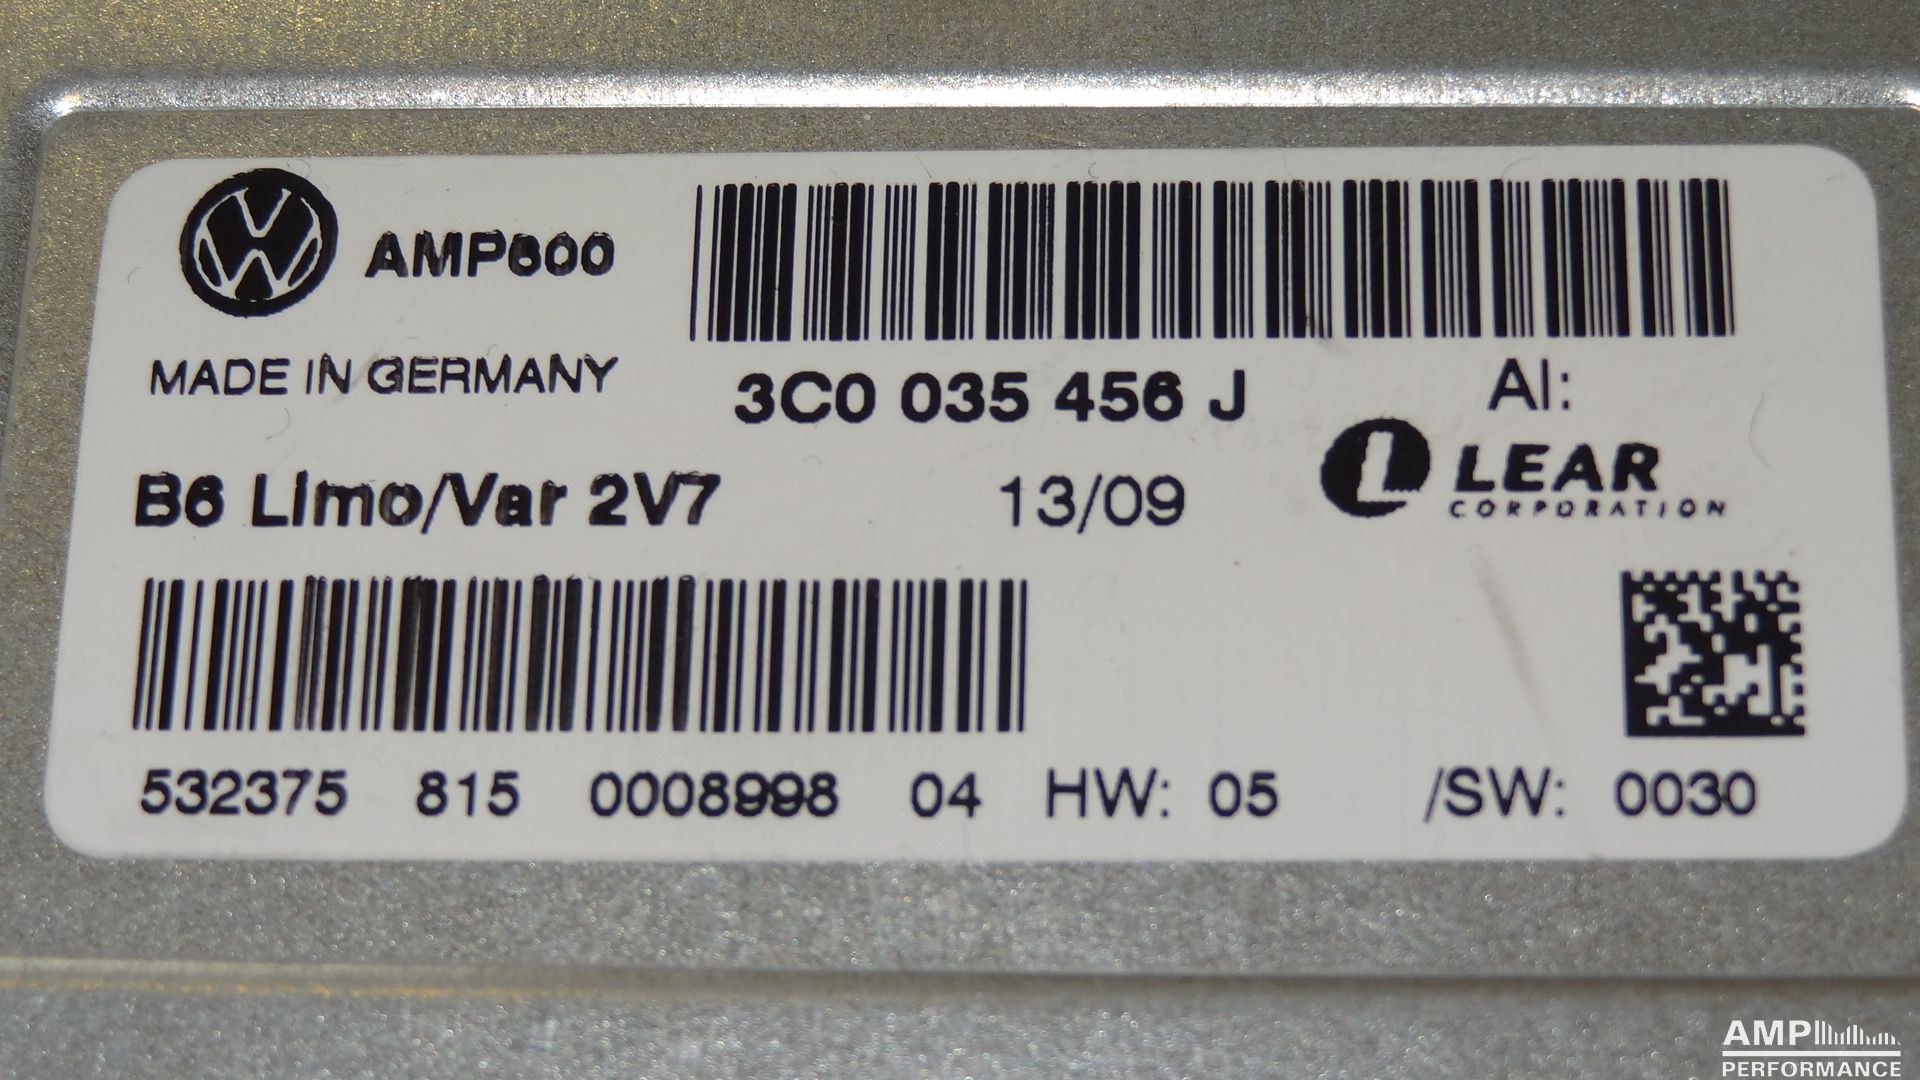 AMP600
MADE IN GERMANY
3C0 035 456 J
AI:
B6 Limo/Var 2V7
13/09
LEAR
CORPORATION
532375 815 0008998 04 HW: 05 /SW: 0030
AMP
PERFORMANCE